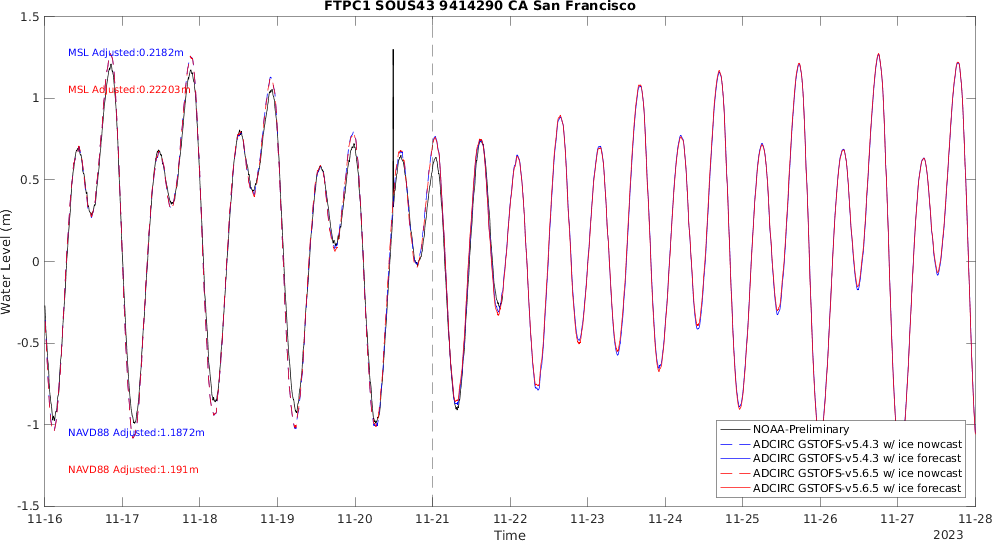 FTPC1 SOUS43 9414290 CA San Francisco
1.5
1
0.5
0
-0.5
-1
-1.5
Water Level (m)
MSL Adjusted:0.2182m
MSL Adjusted:0.22203m
NAVD88 Adjusted:1.1872m
NAVD88 Adjusted:1.191m
NOAA-Preliminary
ADCIRC GSTOFS-v5.4.3 w/ ice nowcast
ADCIRC GSTOFS-v5.4.3 w/ ice forecast
ADCIRC GSTOFS-v5.6.5 w/ ice nowcast
ADCIRC GSTOFS-v5.6.5 w/ ice forecast
11-16 11-17 11-18 11-19 11-20 11-21 11-22 11-23 11-24 11-25 11-26 11-27 11-28
Time
2023